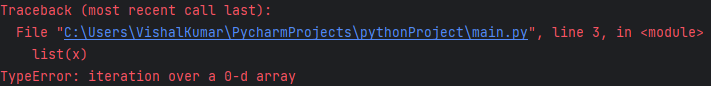 Traceback (most recent call last):
  File "C:\Users\VishalKumar\PycharmProjects\pythonProject\main.py", line 3, in <module>
    list(x)
TypeError: iteration over a 0-d array